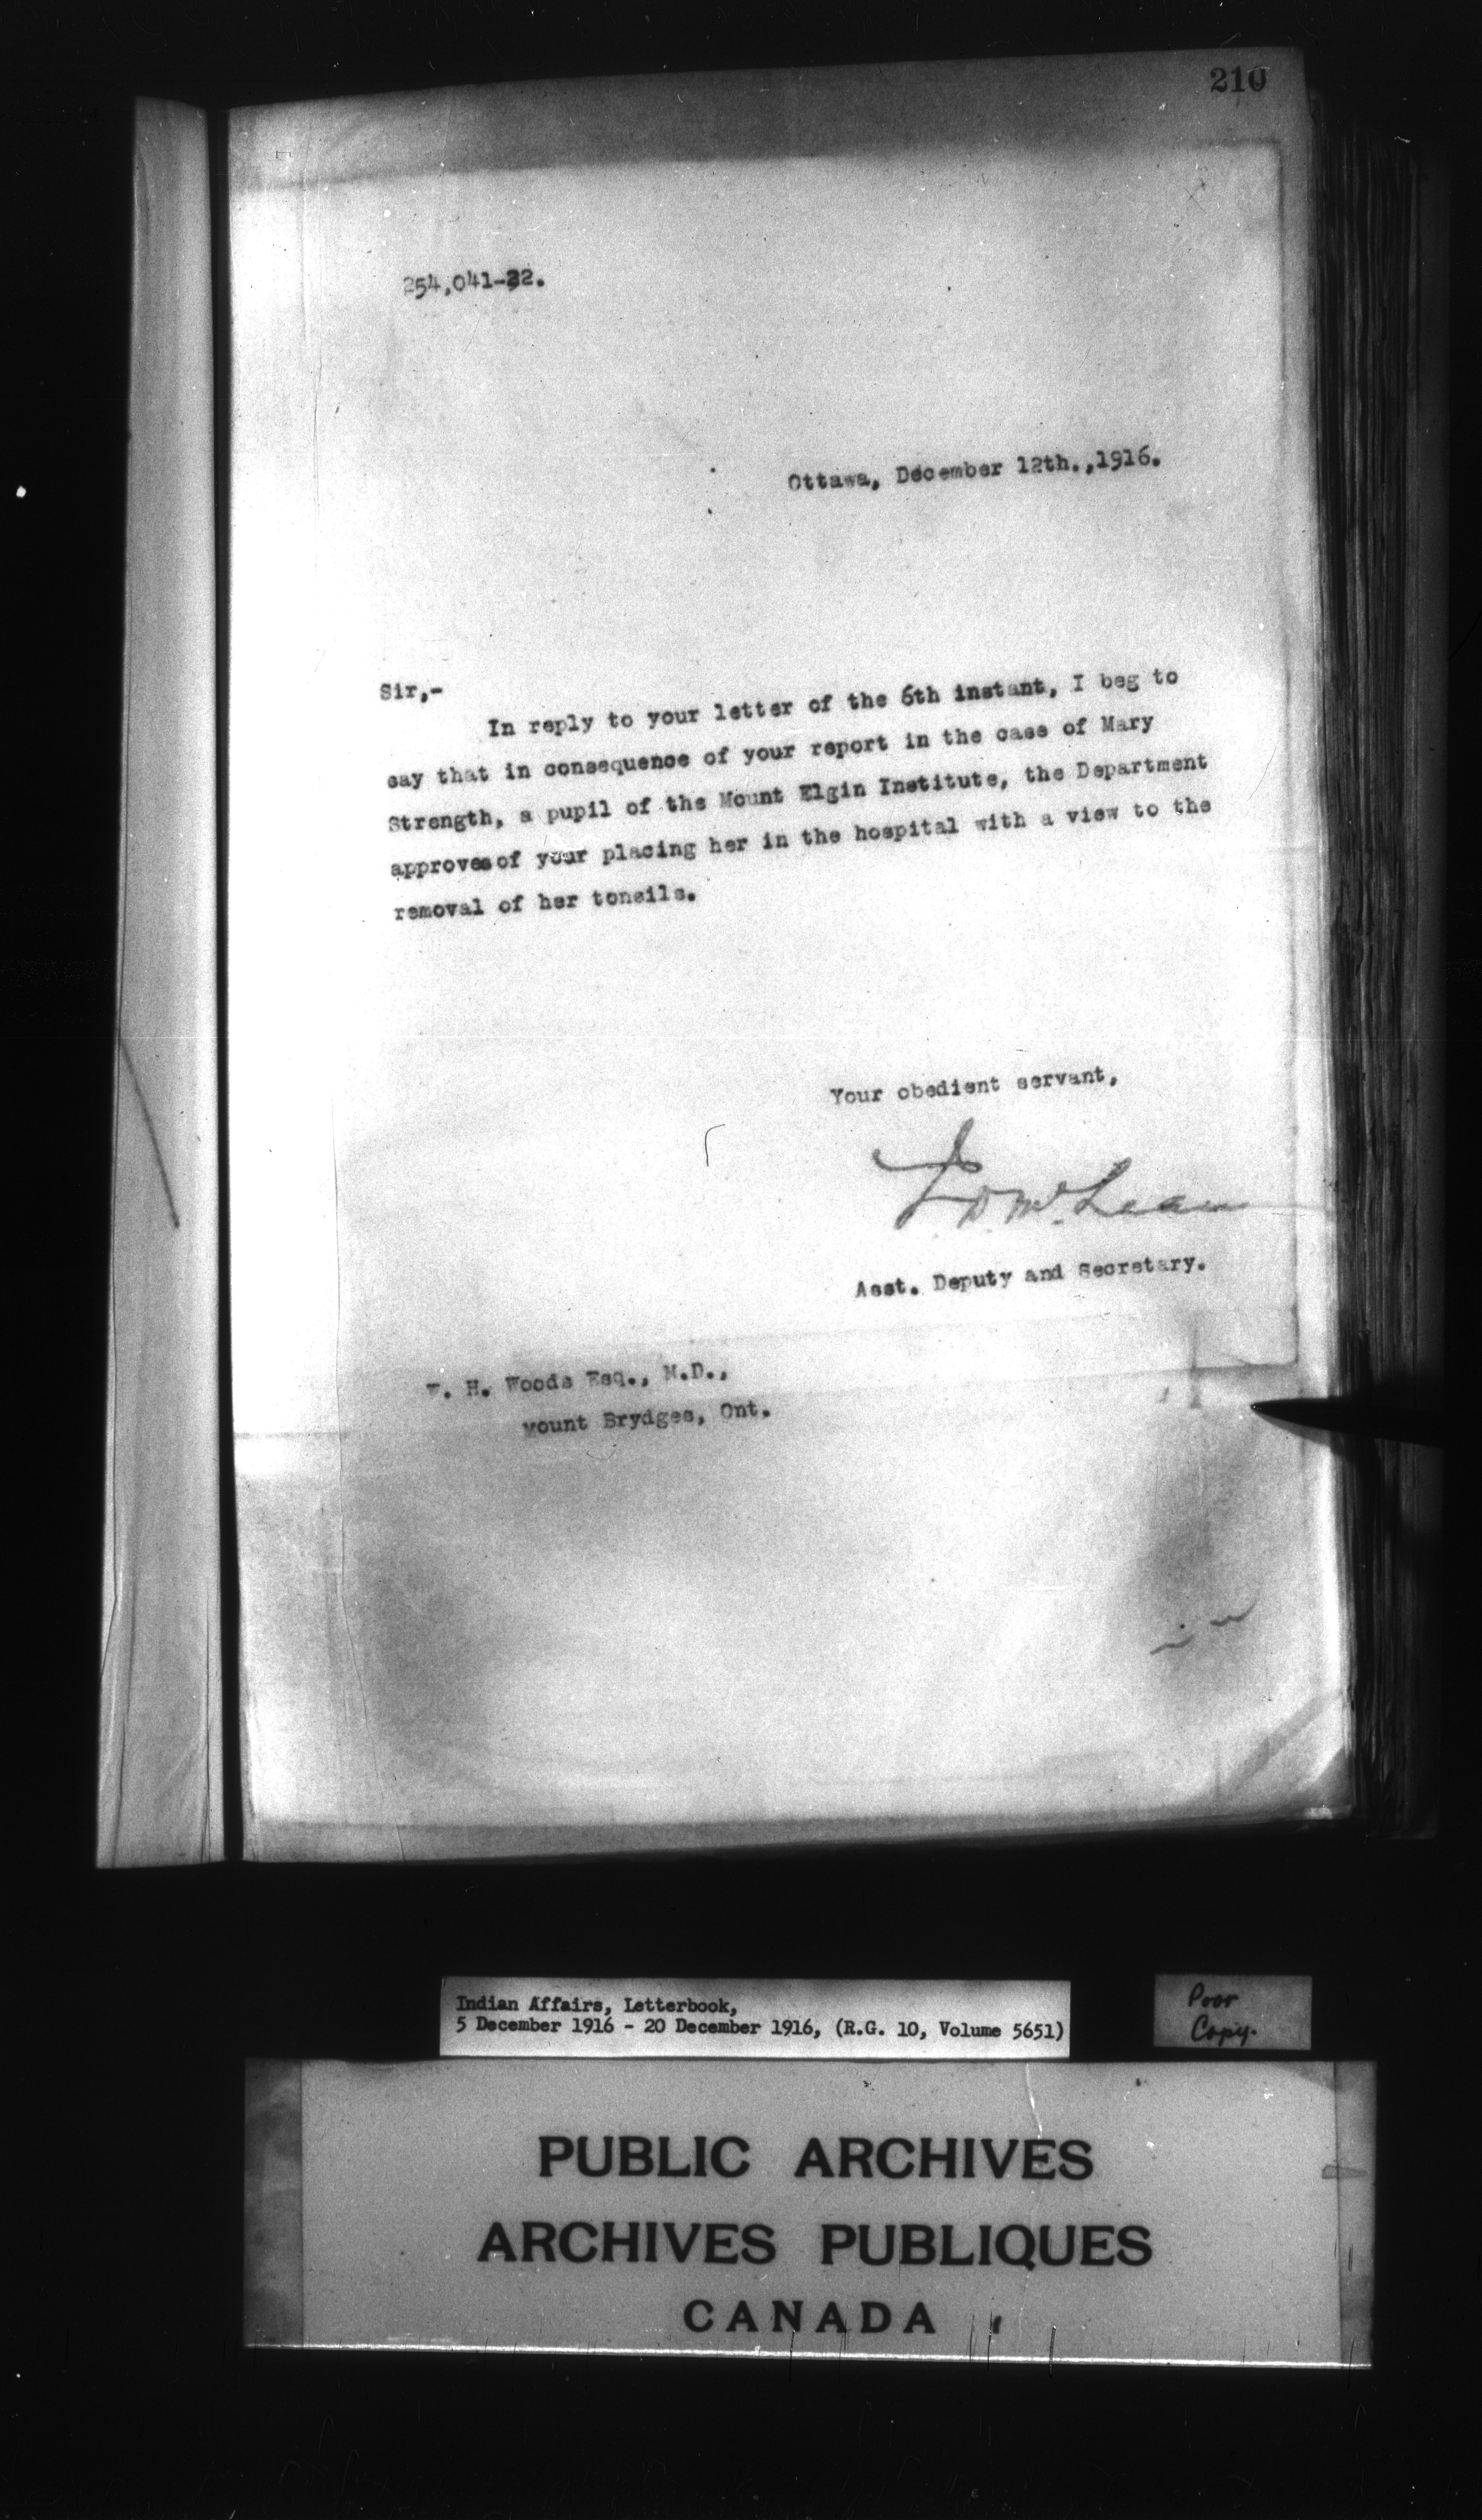 210
254,041-32.
Ottawa, December 12th.,1916.
Sir,-
In reply to your letter of the 6th instant, I beg to
say that in consequence of your report in the case of Mary
Strength, a pupil of the Mount Elgin Institute, the Department
approves of your placing her in the hospital with a view to the
removal of her tonsils.
Your obedient servant,
J D McLean
Asst. Deputy and Secretary.
W. H. Woods Esq., M.D.,
Mount Brydges, Ont.
Indian Affairs, Letterbook,
5 December 1916 - 20 December 1916, (R.G. 10, Volume 5651)
Poor
Copy.
PUBLIC ARCHIVES
ARCHIVES PUBLIQUES
CANADA